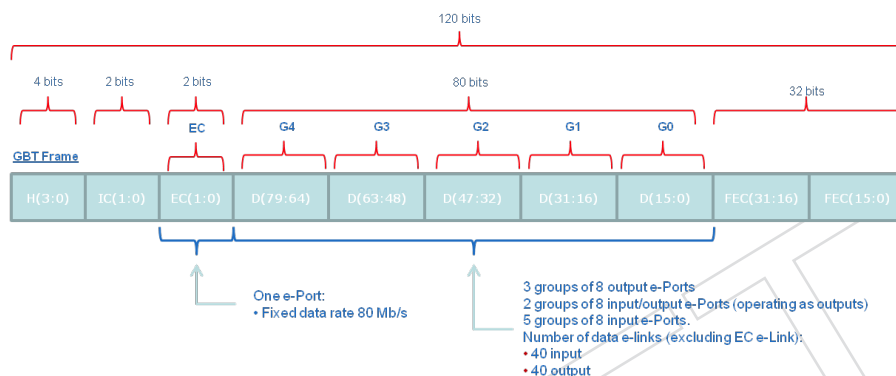 120 bits
4 bits
2 bits
2 bits
80 bits
32 bits
EC
G4
G3
G2
G1
G0
GBT Frame
H(3:0)
IC(1:0)
EC(1:0)
D(79:64)
D(63:48)
D(47:32)
D(31:16)
D(15:0)
FEC(31:16)
FEC(15:0)
One e-Port:
• Fixed data rate 80 Mb/s
3 groups of 8 output e-Ports
2 groups of 8 input/output e-Ports (operating as outputs)
5 groups of 8 input e-Ports.
Number of data e-links (excluding EC e-Link):
• 40 input
• 40 output